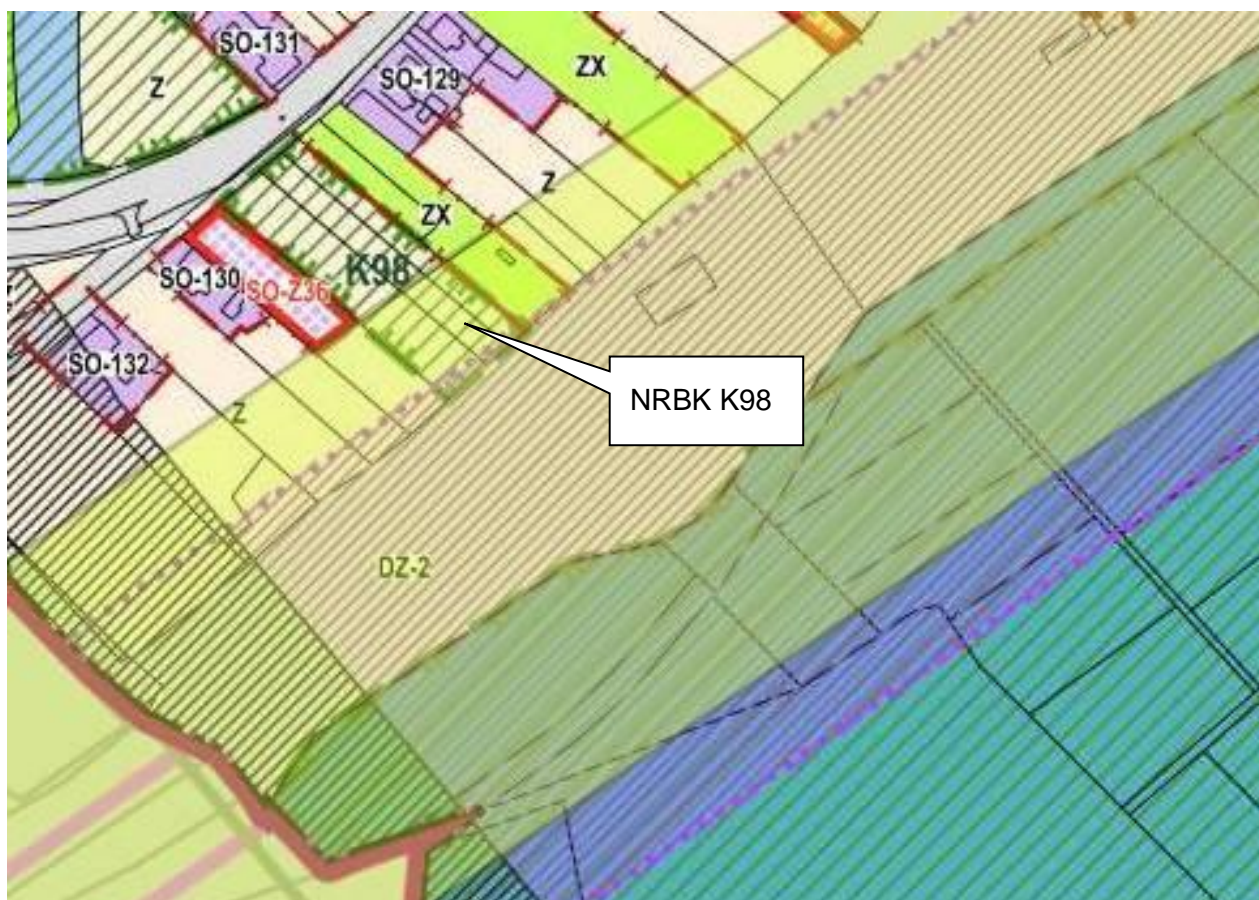 SO-131
SO-129
ZX
Z
Z
ZX
K98
SO-130
SO-Z36
SO-132
NRBK K98
Z
DZ-2